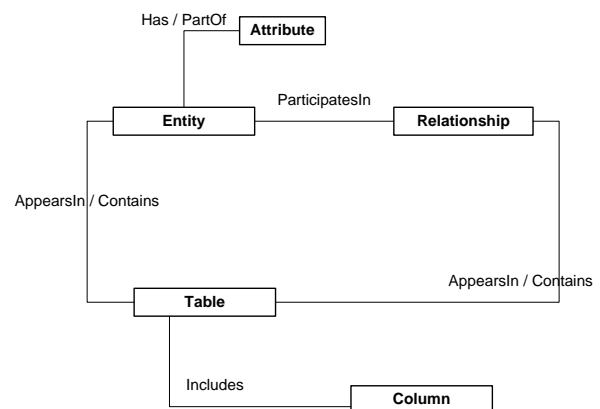 Has / PartOf
Attribute
ParticipatesIn
Entity
Relationship
AppearsIn / Contains
AppearsIn / Contains
Table
Includes
Column